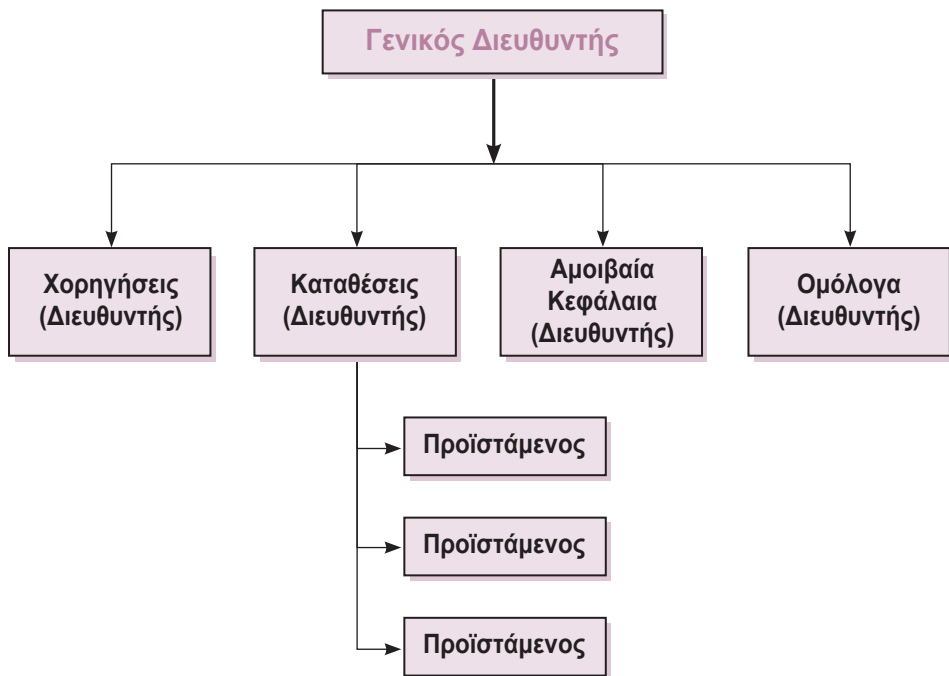 Γενικός Διευθυντής
Χορηγήσεις
(Διευθυντής)
Καταθέσεις
(Διευθυντής)
Αμοιβαία
Κεφάλαια
(Διευθυντής)
Ομόλογα
(Διευθυντής)
Προϊστάμενος
Προϊστάμενος
Προϊστάμενος